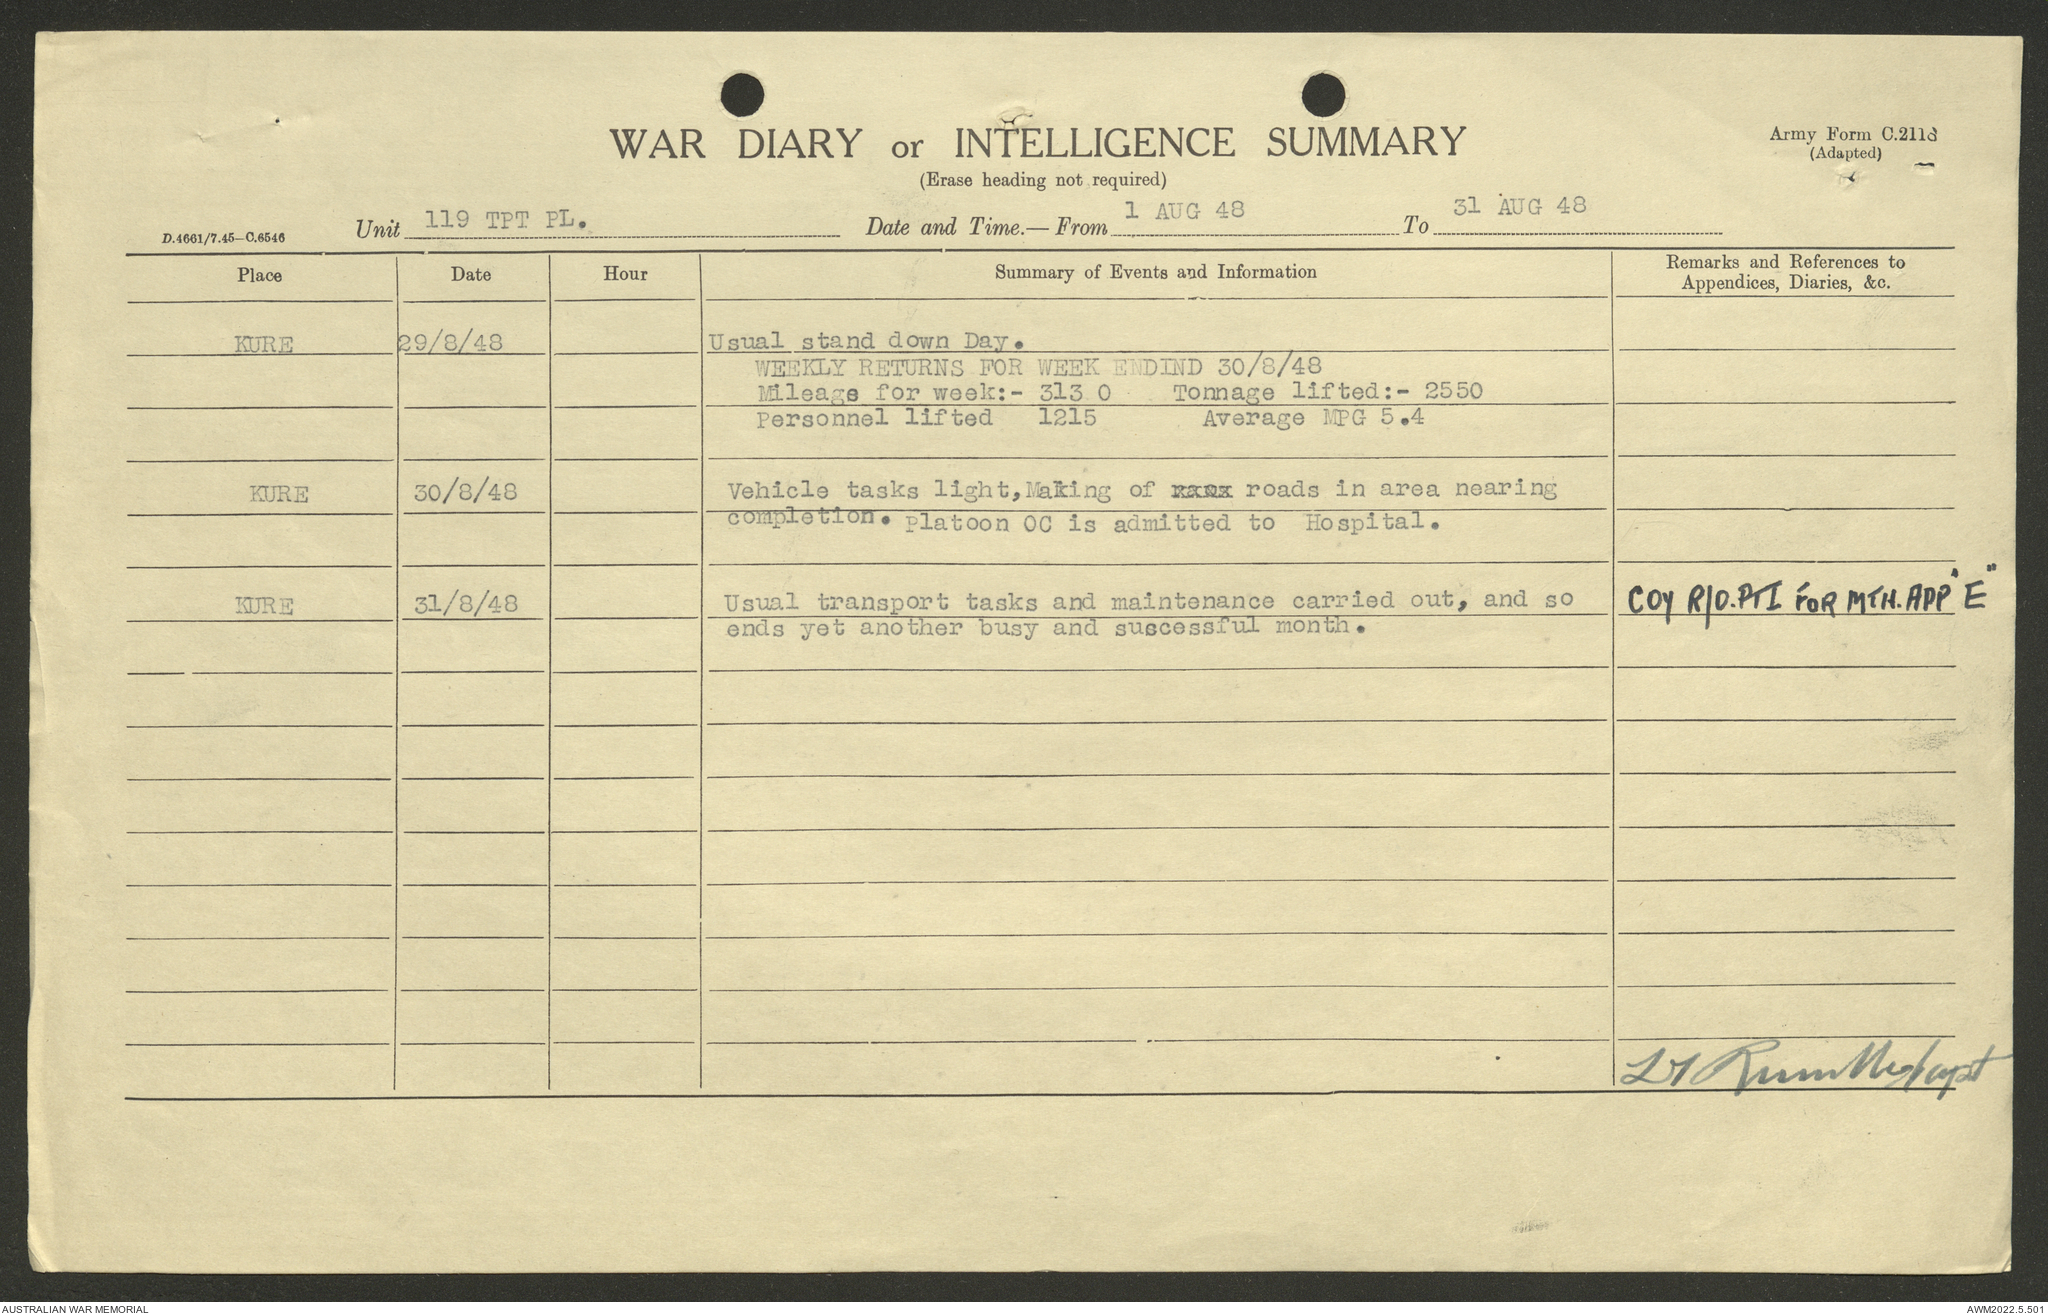 WAR DIARY or INTELLIGENCE SUMMARY
(Erase heading not required)
Army Form C.2118
(Adapted)
D.4661/7.45—C.6546
Unit 119 TPT PL. Date and Time.— From 1 AUG 48 To 31 AUG 48
Place Date Hour Summary of Events and Information Remarks and References to
Appendices, Diaries, &c.
KURE 29/8/48 Usual stand down Day.
WEEKLY RETURNS FOR WEEK ENDIND 30/8/48
Mileage for week:- 313 0 Tonnage lifted:- 2550
Personnel lifted 1215 Average MPG 5.4
KURE 30/8/48 Vehicle tasks light,Making of roads in area nearing
completion. Platoon OC is admitted to Hospital.
KURE 31/8/48 Usual transport tasks and maintenance carried out, and so COY R/O.PT I FOR MTH. APP "E"
ends yet another busy and sucsessful month.
Capt
AUSTRALIAN WAR MEMORIAL
AWM2022.5.501